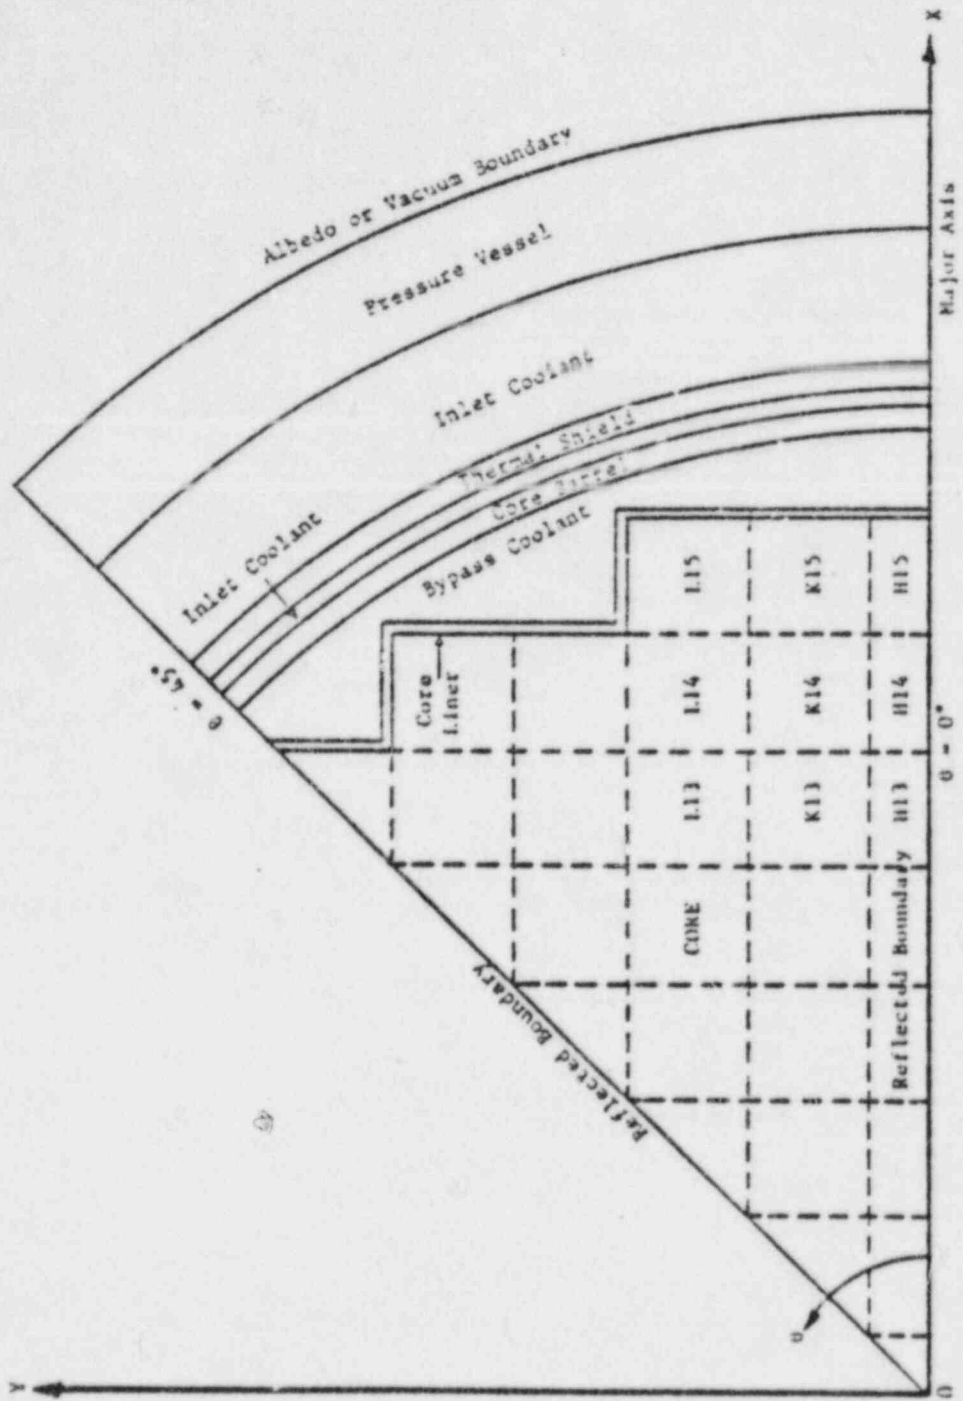 X
Y
Albedo or Vacuum Boundary
Pressure Vessel
Inlet Coolant
Thermal Shield
Core Barrel
Bypass Coolant
Inlet Coolant
θ = 45°
Core
Liner
L13
L14
L15
CORE
K13
K14
K15
H13
H14
H15
Reflected Boundary
Reflected Boundary
θ
0
θ = 0°
Major Axis